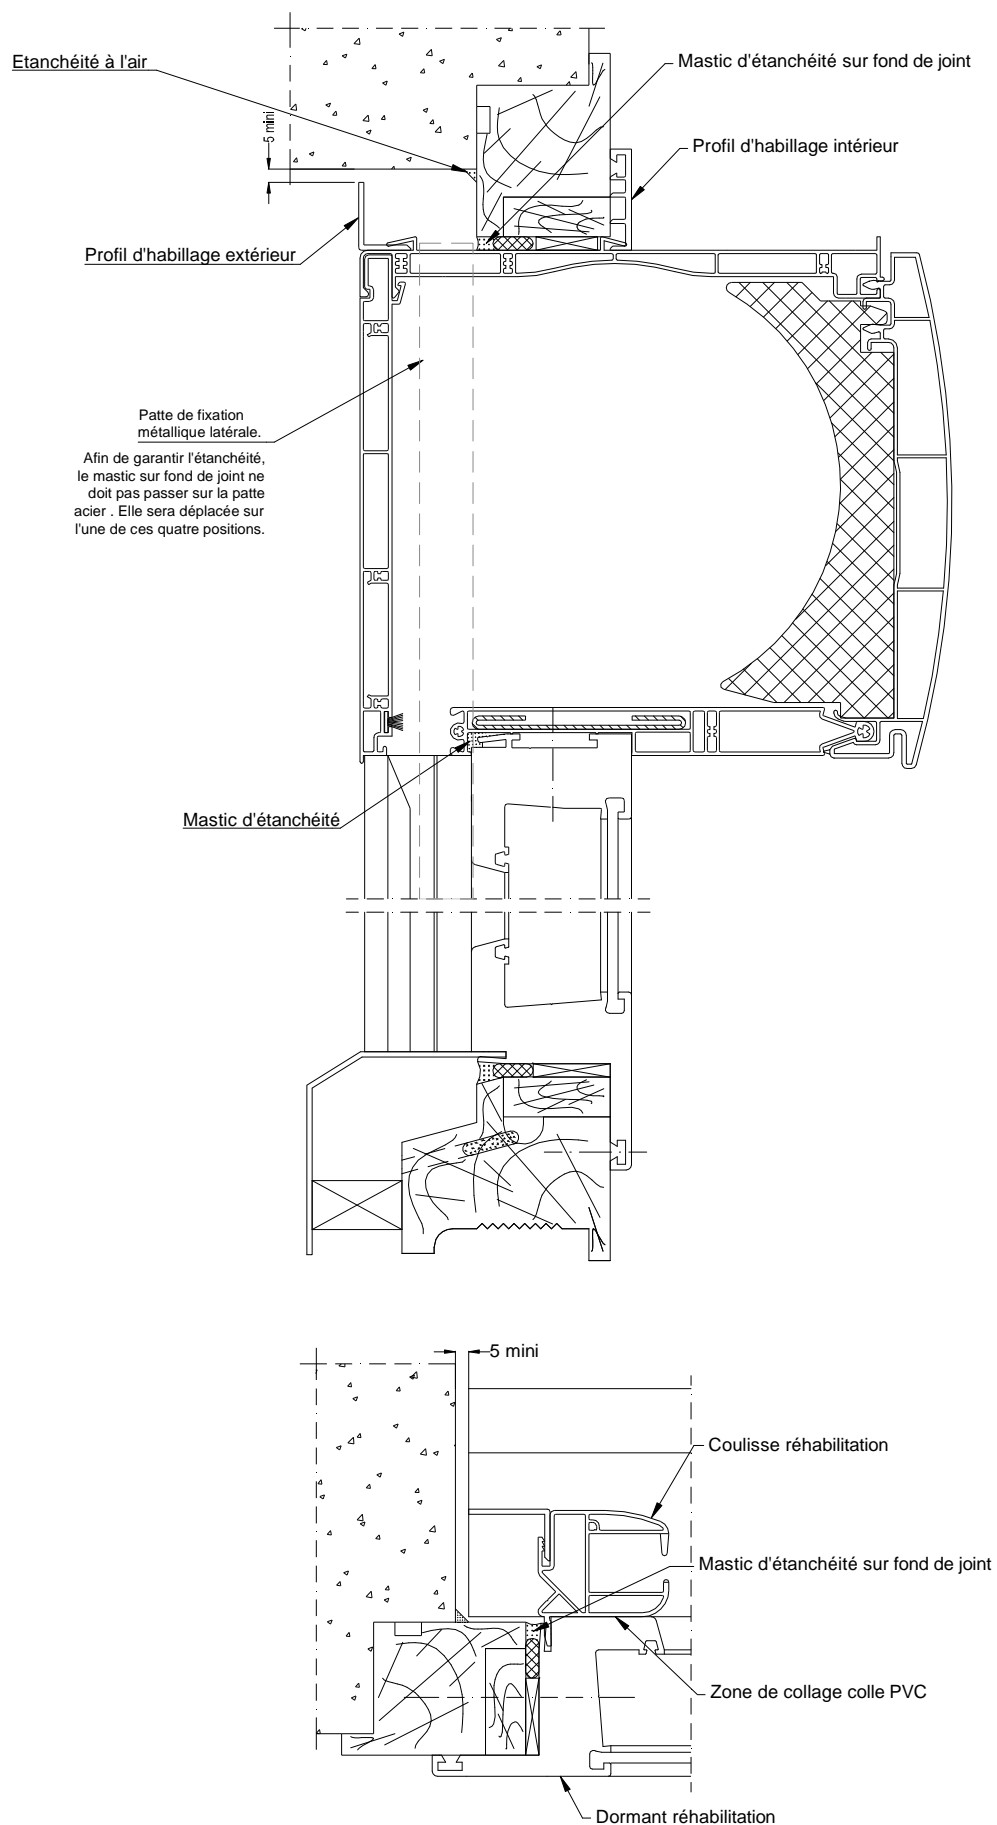 Etanchéité à l'air
Mastic d'étanchéité sur fond de joint
5 mini
Profil d'habillage intérieur
Profil d'habillage extérieur
Patte de fixation
métallique latérale.
Afin de garantir l'étanchéité,
le mastic sur fond de joint ne
doit pas passer sur la patte
acier . Elle sera déplacée sur
l'une de ces quatre positions.
Mastic d'étanchéité
5 mini
Coulisse réhabilitation
Mastic d'étanchéité sur fond de joint
Zone de collage colle PVC
Dormant réhabilitation